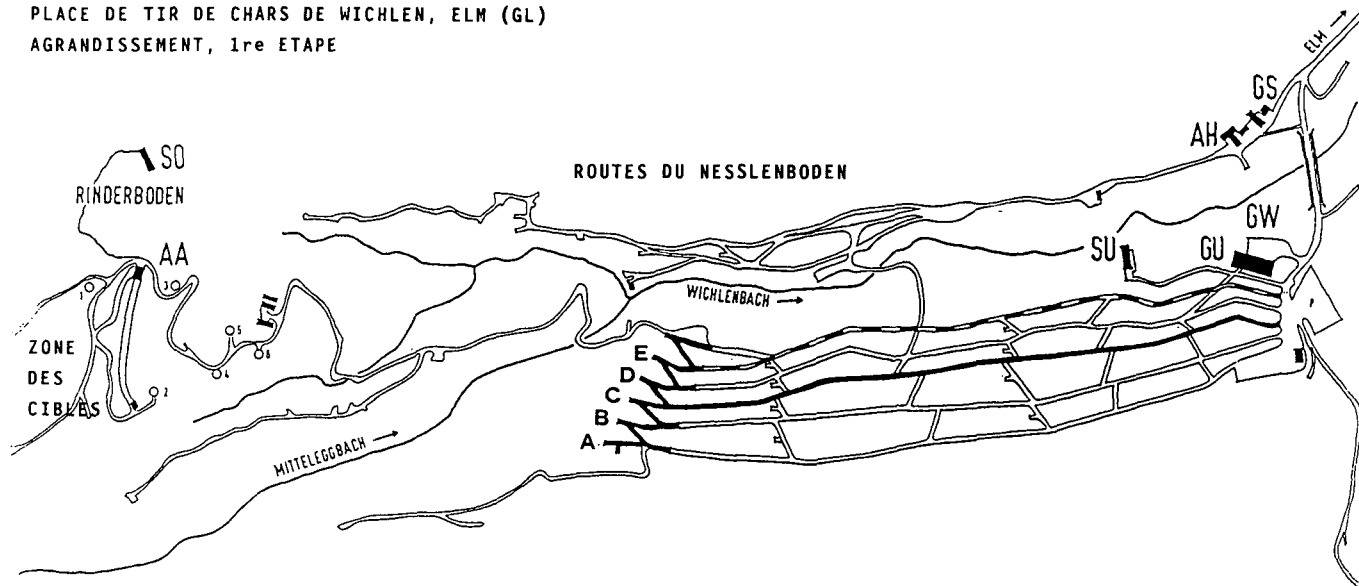 PLACE DE TIR DE CHARS DE WICHLEN, ELM (GL)
AGRANDISSEMENT, 1re ETAPE
ELM →
GS
AH
SO
RINDERBODEN
ROUTES DU NESSLENBODEN
GW
SU
GU
AA
3
1
WICHLENBACH →
P
5
6
4
2
ZONE
DES
CIBLES
E
D
C
B
A
MITTELEGGBACH →